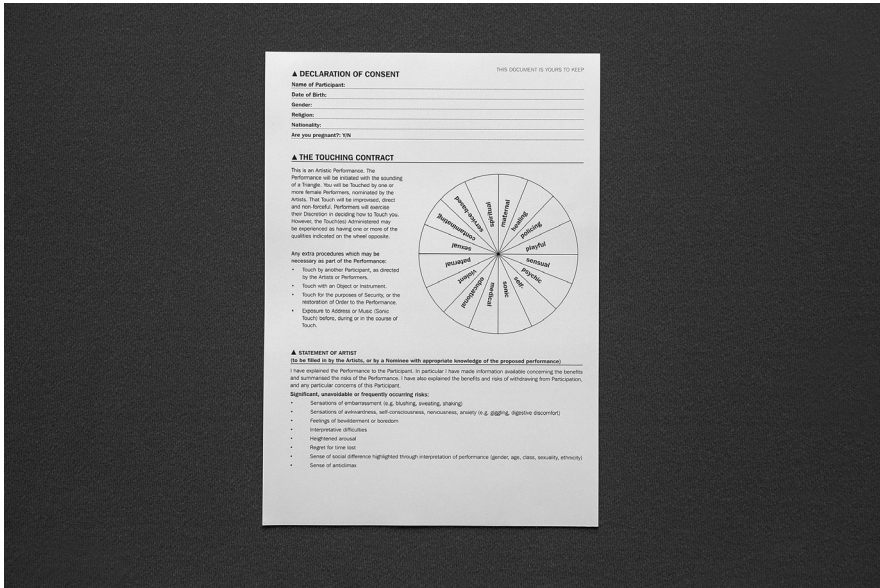 THIS DOCUMENT IS YOURS TO KEEP
▲ DECLARATION OF CONSENT
Name of Participant:
Date of Birth:
Gender:
Religion:
Nationality:
Are you pregnant?: Y/N
▲ THE TOUCHING CONTRACT
This is an Artistic Performance. The
Performance will be initiated with the sounding
of a Triangle. You will be Touched by one or
more female Performers, nominated by the
Artists. That Touch will be improvised, direct
and non-forceful. Performers will exercise
their Discretion in deciding how to Touch you.
However, the Touch(es) Administered may
be experienced as having one or more of the
qualities indicated on the wheel opposite.
Any extra procedures which may be
necessary as part of the Performance:
• Touch by another Participant, as directed
by the Artists or Performers.
• Touch with an Object or Instrument.
• Touch for the purposes of Security, or the
restoration of Order to the Performance.
• Exposure to Address or Music (Sonic
Touch) before, during or in the course of
Touch.
maternal
healing
policing
playful
sensual
psychic
self-
sonic
medical
educational
violent
paternal
sexual
contaminating
service-based
spiritual
▲ STATEMENT OF ARTIST
(to be filled in by the Artists, or by a Nominee with appropriate knowledge of the proposed performance)
I have explained the Performance to the Participant. In particular I have made information available concerning the benefits
and summarised the risks of the Performance. I have also explained the benefits and risks of withdrawing from Participation,
and any particular concerns of this Participant.
Significant, unavoidable or frequently occurring risks:
• Sensations of embarrassment (e.g. blushing, sweating, shaking)
• Sensations of awkwardness, self-consciousness, nervousness, anxiety (e.g. giggling, digestive discomfort)
• Feelings of bewilderment or boredom
• Interpretative difficulties
• Heightened arousal
• Regret for time lost
• Sense of social difference highlighted through interpretation of performance (gender, age, class, sexuality, ethnicity)
• Sense of anticlimax